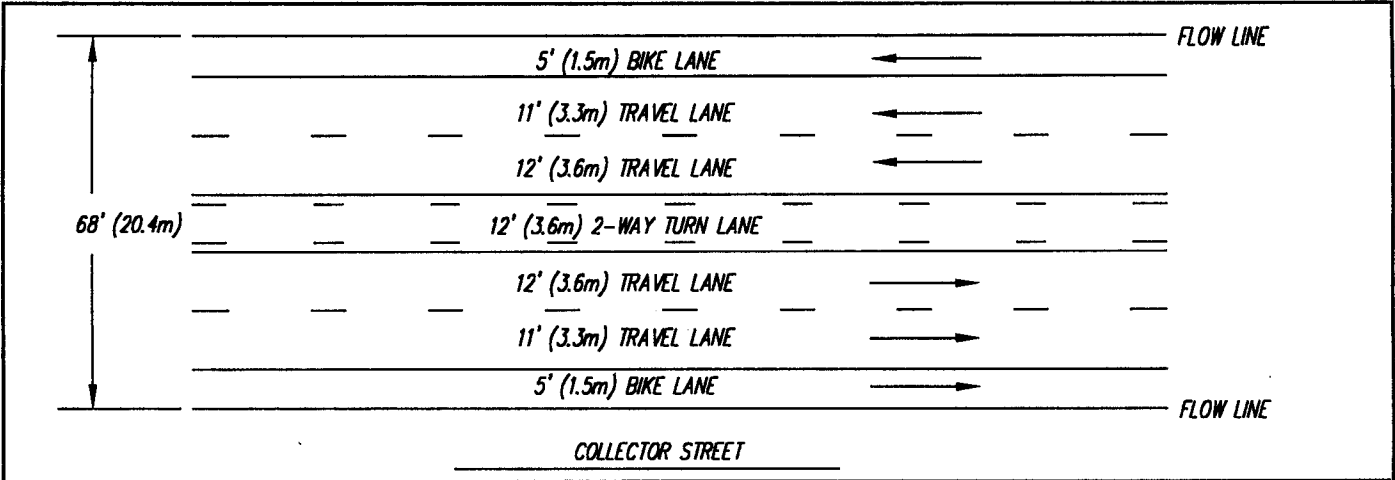 FLOW LINE
5' (1.5m) BIKE LANE
11' (3.3m) TRAVEL LANE
12' (3.6m) TRAVEL LANE
68' (20.4m)
12' (3.6m) 2-WAY TURN LANE
12' (3.6m) TRAVEL LANE
11' (3.3m) TRAVEL LANE
5' (1.5m) BIKE LANE
FLOW LINE
COLLECTOR STREET